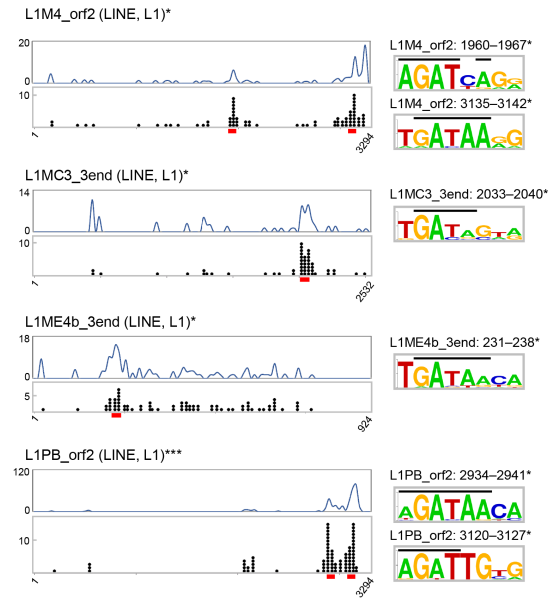 L1M4_orf2 (LINE, L1)*
20
0
10
1
3294
L1M4_orf2: 1960–1967*
AGATCAGG
L1M4_orf2: 3135–3142*
TGATAAGG
L1MC3_3end (LINE, L1)*
14
0
10
1
2532
L1MC3_3end: 2033–2040*
TGATAGTA
L1ME4b_3end (LINE, L1)*
18
0
5
1
924
L1ME4b_3end: 231–238*
TGATAACA
L1PB_orf2 (LINE, L1)***
120
0
10
1
3294
L1PB_orf2: 2934–2941*
AGATAACA
L1PB_orf2: 3120–3127*
AGATTGTG